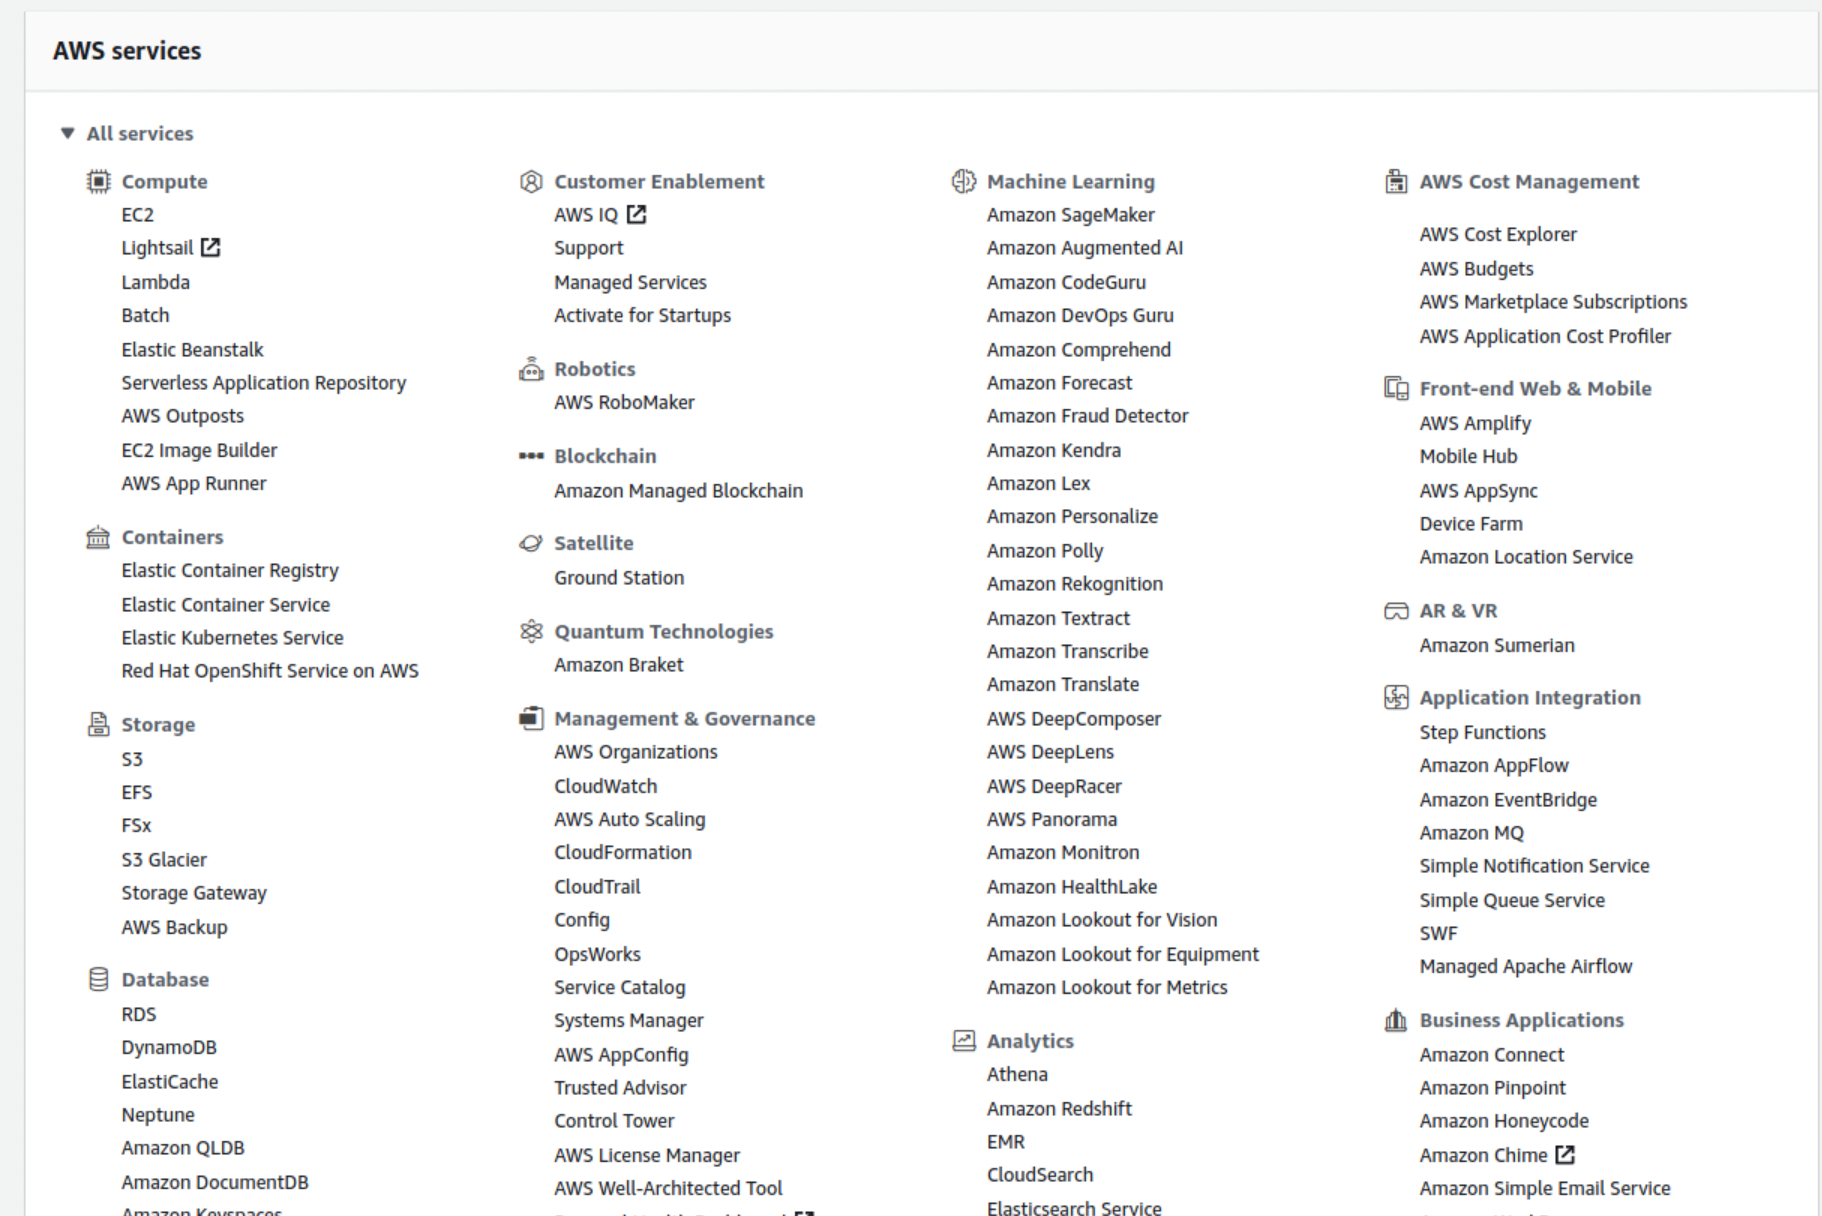 AWS services
All services
Compute
EC2
Lightsail
Lambda
Batch
Elastic Beanstalk
Serverless Application Repository
AWS Outposts
EC2 Image Builder
AWS App Runner
Containers
Elastic Container Registry
Elastic Container Service
Elastic Kubernetes Service
Red Hat OpenShift Service on AWS
Storage
S3
EFS
FSx
S3 Glacier
Storage Gateway
AWS Backup
Database
RDS
DynamoDB
ElastiCache
Neptune
Amazon QLDB
Amazon DocumentDB
Amazon Keyspaces
Customer Enablement
AWS IQ
Support
Managed Services
Activate for Startups
Robotics
AWS RoboMaker
Blockchain
Amazon Managed Blockchain
Satellite
Ground Station
Quantum Technologies
Amazon Braket
Management & Governance
AWS Organizations
CloudWatch
AWS Auto Scaling
CloudFormation
CloudTrail
Config
OpsWorks
Service Catalog
Systems Manager
AWS AppConfig
Trusted Advisor
Control Tower
AWS License Manager
AWS Well-Architected Tool
Machine Learning
Amazon SageMaker
Amazon Augmented AI
Amazon CodeGuru
Amazon DevOps Guru
Amazon Comprehend
Amazon Forecast
Amazon Fraud Detector
Amazon Kendra
Amazon Lex
Amazon Personalize
Amazon Polly
Amazon Rekognition
Amazon Textract
Amazon Transcribe
Amazon Translate
AWS DeepComposer
AWS DeepLens
AWS DeepRacer
AWS Panorama
Amazon Monitron
Amazon HealthLake
Amazon Lookout for Vision
Amazon Lookout for Equipment
Amazon Lookout for Metrics
Analytics
Athena
Amazon Redshift
EMR
CloudSearch
Elasticsearch Service
AWS Cost Management
AWS Cost Explorer
AWS Budgets
AWS Marketplace Subscriptions
AWS Application Cost Profiler
Front-end Web & Mobile
AWS Amplify
Mobile Hub
AWS AppSync
Device Farm
Amazon Location Service
AR & VR
Amazon Sumerian
Application Integration
Step Functions
Amazon AppFlow
Amazon EventBridge
Amazon MQ
Simple Notification Service
Simple Queue Service
SWF
Managed Apache Airflow
Business Applications
Amazon Connect
Amazon Pinpoint
Amazon Honeycode
Amazon Chime
Amazon Simple Email Service